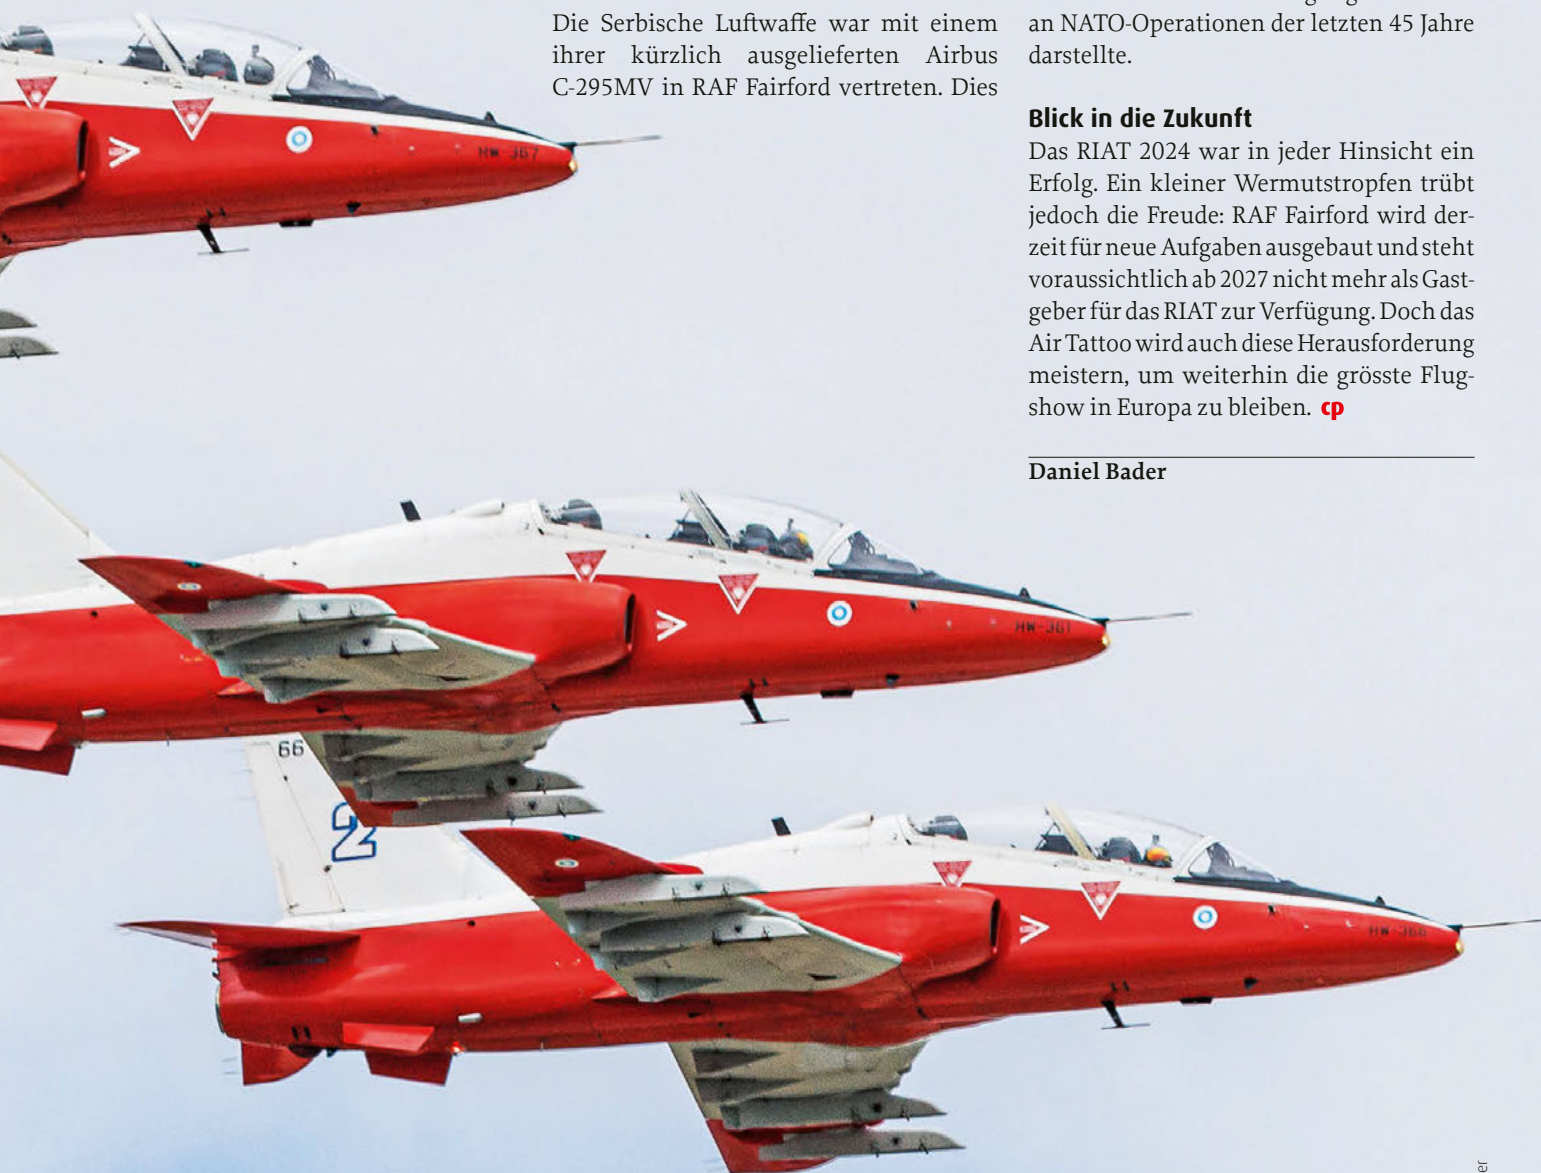 Die Serbische Luftwaffe war mit einem
ihrer kürzlich ausgelieferten Airbus
C-295MV in RAF Fairford vertreten. Dies
an NATO-Operationen der letzten 45 Jahre
darstellte.
Blick in die Zukunft
Das RIAT 2024 war in jeder Hinsicht ein
Erfolg. Ein kleiner Wermutstropfen trübt
jedoch die Freude: RAF Fairford wird der-
zeit für neue Aufgaben ausgebaut und steht
voraussichtlich ab 2027 nicht mehr als Gast-
geber für das RIAT zur Verfügung. Doch das
Air Tattoo wird auch diese Herausforderung
meistern, um weiterhin die grösste Flug-
show in Europa zu bleiben. cp
Daniel Bader
HW-367
HW-361
66
2
HW-366